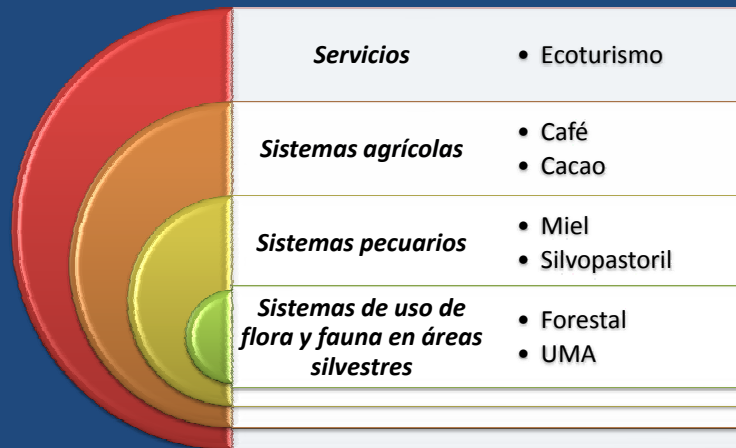 Servicios
• Ecoturismo
Sistemas agrícolas
• Café
• Cacao
Sistemas pecuarios
• Miel
• Silvopastoril
Sistemas de uso de
flora y fauna en áreas
silvestres
• Forestal
• UMA